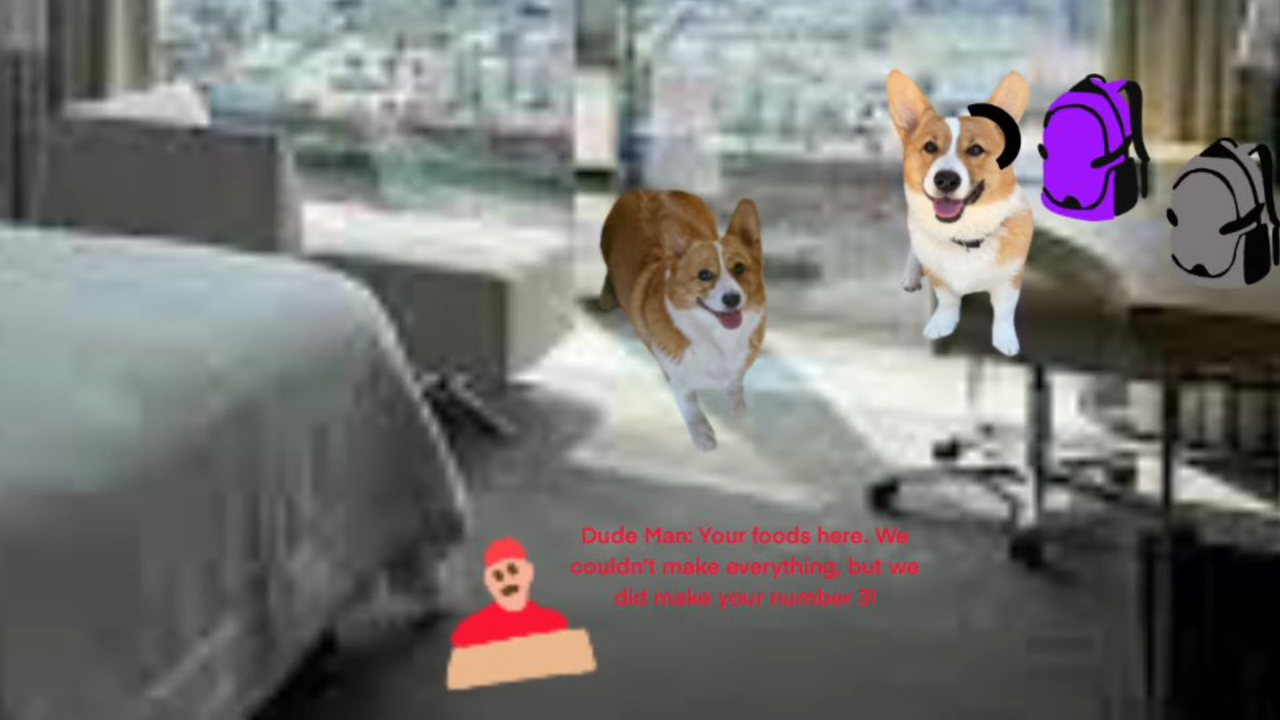 Dude Man: Your foods here. We
couldn't make everything, but we
did make your number 3!